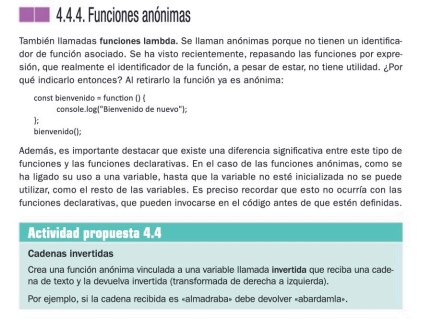 4.4.4. Funciones anónimas
También llamadas funciones lambda. Se llaman anónimas porque no tienen un identifica-
dor de función asociado. Se ha visto recientemente, repasando las funciones por expre-
sión, que realmente el identificador de la función, a pesar de estar, no tiene utilidad. ¿Por
qué indicarlo entonces? Al retirarlo la función ya es anónima:
const bienvenido = function () {
console.log("Bienvenido de nuevo");
};
bienvenido();
Además, es importante destacar que existe una diferencia significativa entre este tipo de
funciones y las funciones declarativas. En el caso de las funciones anónimas, como se
ha ligado su uso a una variable, hasta que la variable no esté inicializada no se puede
utilizar, como el resto de las variables. Es preciso recordar que esto no ocurría con las
funciones declarativas, que pueden invocarse en el código antes de que estén definidas.
Actividad propuesta 4.4
Cadenas invertidas
Crea una función anónima vinculada a una variable llamada invertida que reciba una cade-
na de texto y la devuelva invertida (transformada de derecha a izquierda).
Por ejemplo, si la cadena recibida es «almadraba» debe devolver «abardamla».